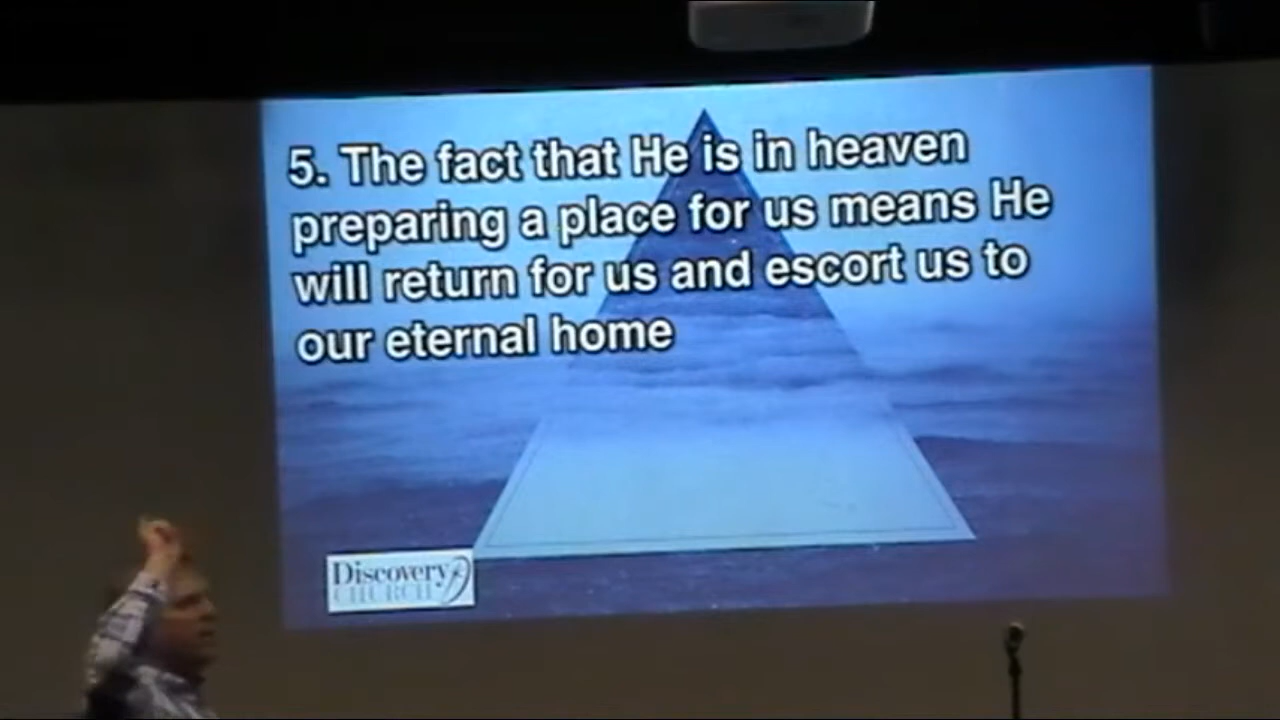 5. The fact that He is in heaven
preparing a place for us means He
will return for us and escort us to
our eternal home
Discovery
CHURCH